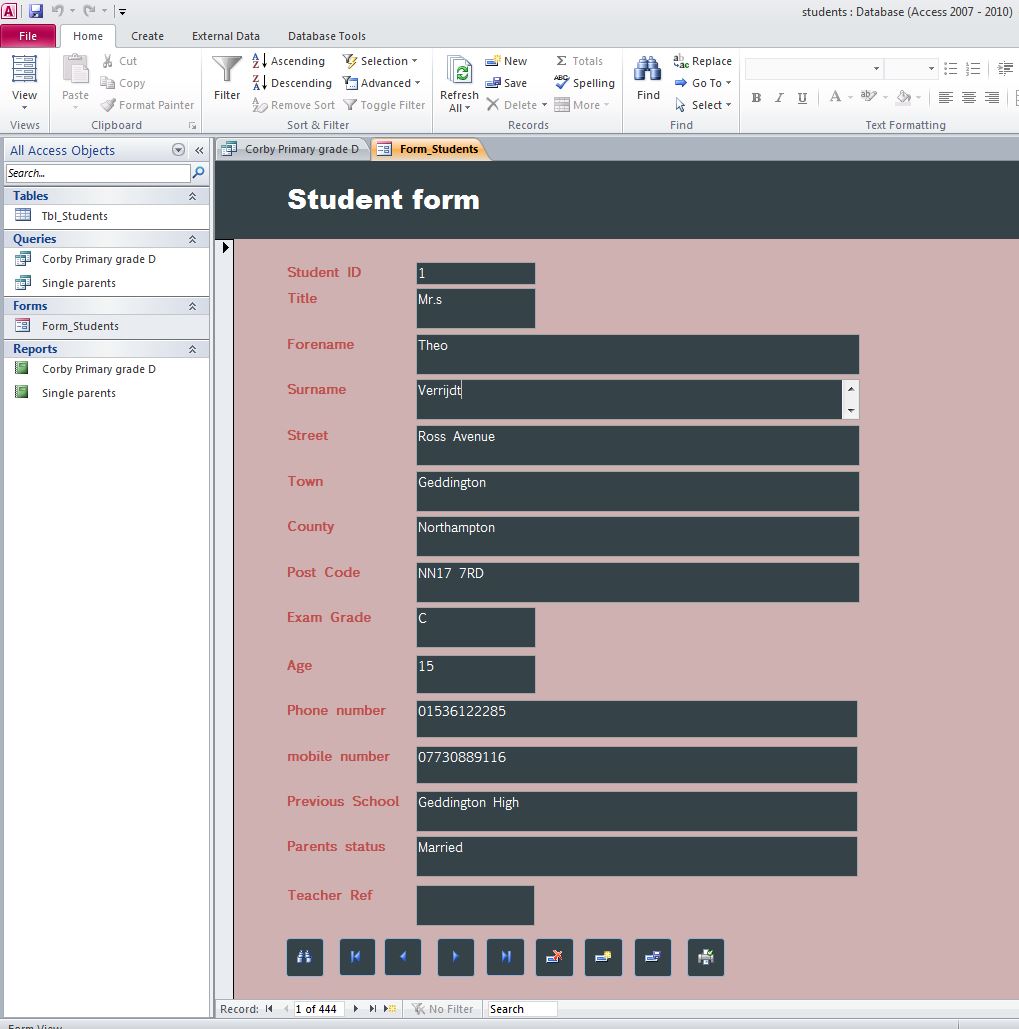 students : Database (Access 2007 - 2010)
File Home Create External Data Database Tools
View
Views
Paste
Cut
Copy
Format Painter
Clipboard
Filter
Ascending
Descending
Remove Sort
Selection
Advanced
Toggle Filter
Sort & Filter
Refresh
All
New
Save
Delete
Totals
Spelling
More
Records
Find
Replace
Go To
Select
Find
B I U A
Text Formatting
All Access Objects
Search...
Tables
Tbl_Students
Queries
Corby Primary grade D
Single parents
Forms
Form_Students
Reports
Corby Primary grade D
Single parents
Corby Primary grade D Form_Students
Student form
Student ID 1
Title Mr.s
Forename Theo
Surname Verrijdt
Street Ross Avenue
Town Geddington
County Northampton
Post Code NN17 7RD
Exam Grade C
Age 15
Phone number 01536122285
mobile number 07730889116
Previous School Geddington High
Parents status Married
Teacher Ref
Record: 1 of 444 No Filter Search
Form View